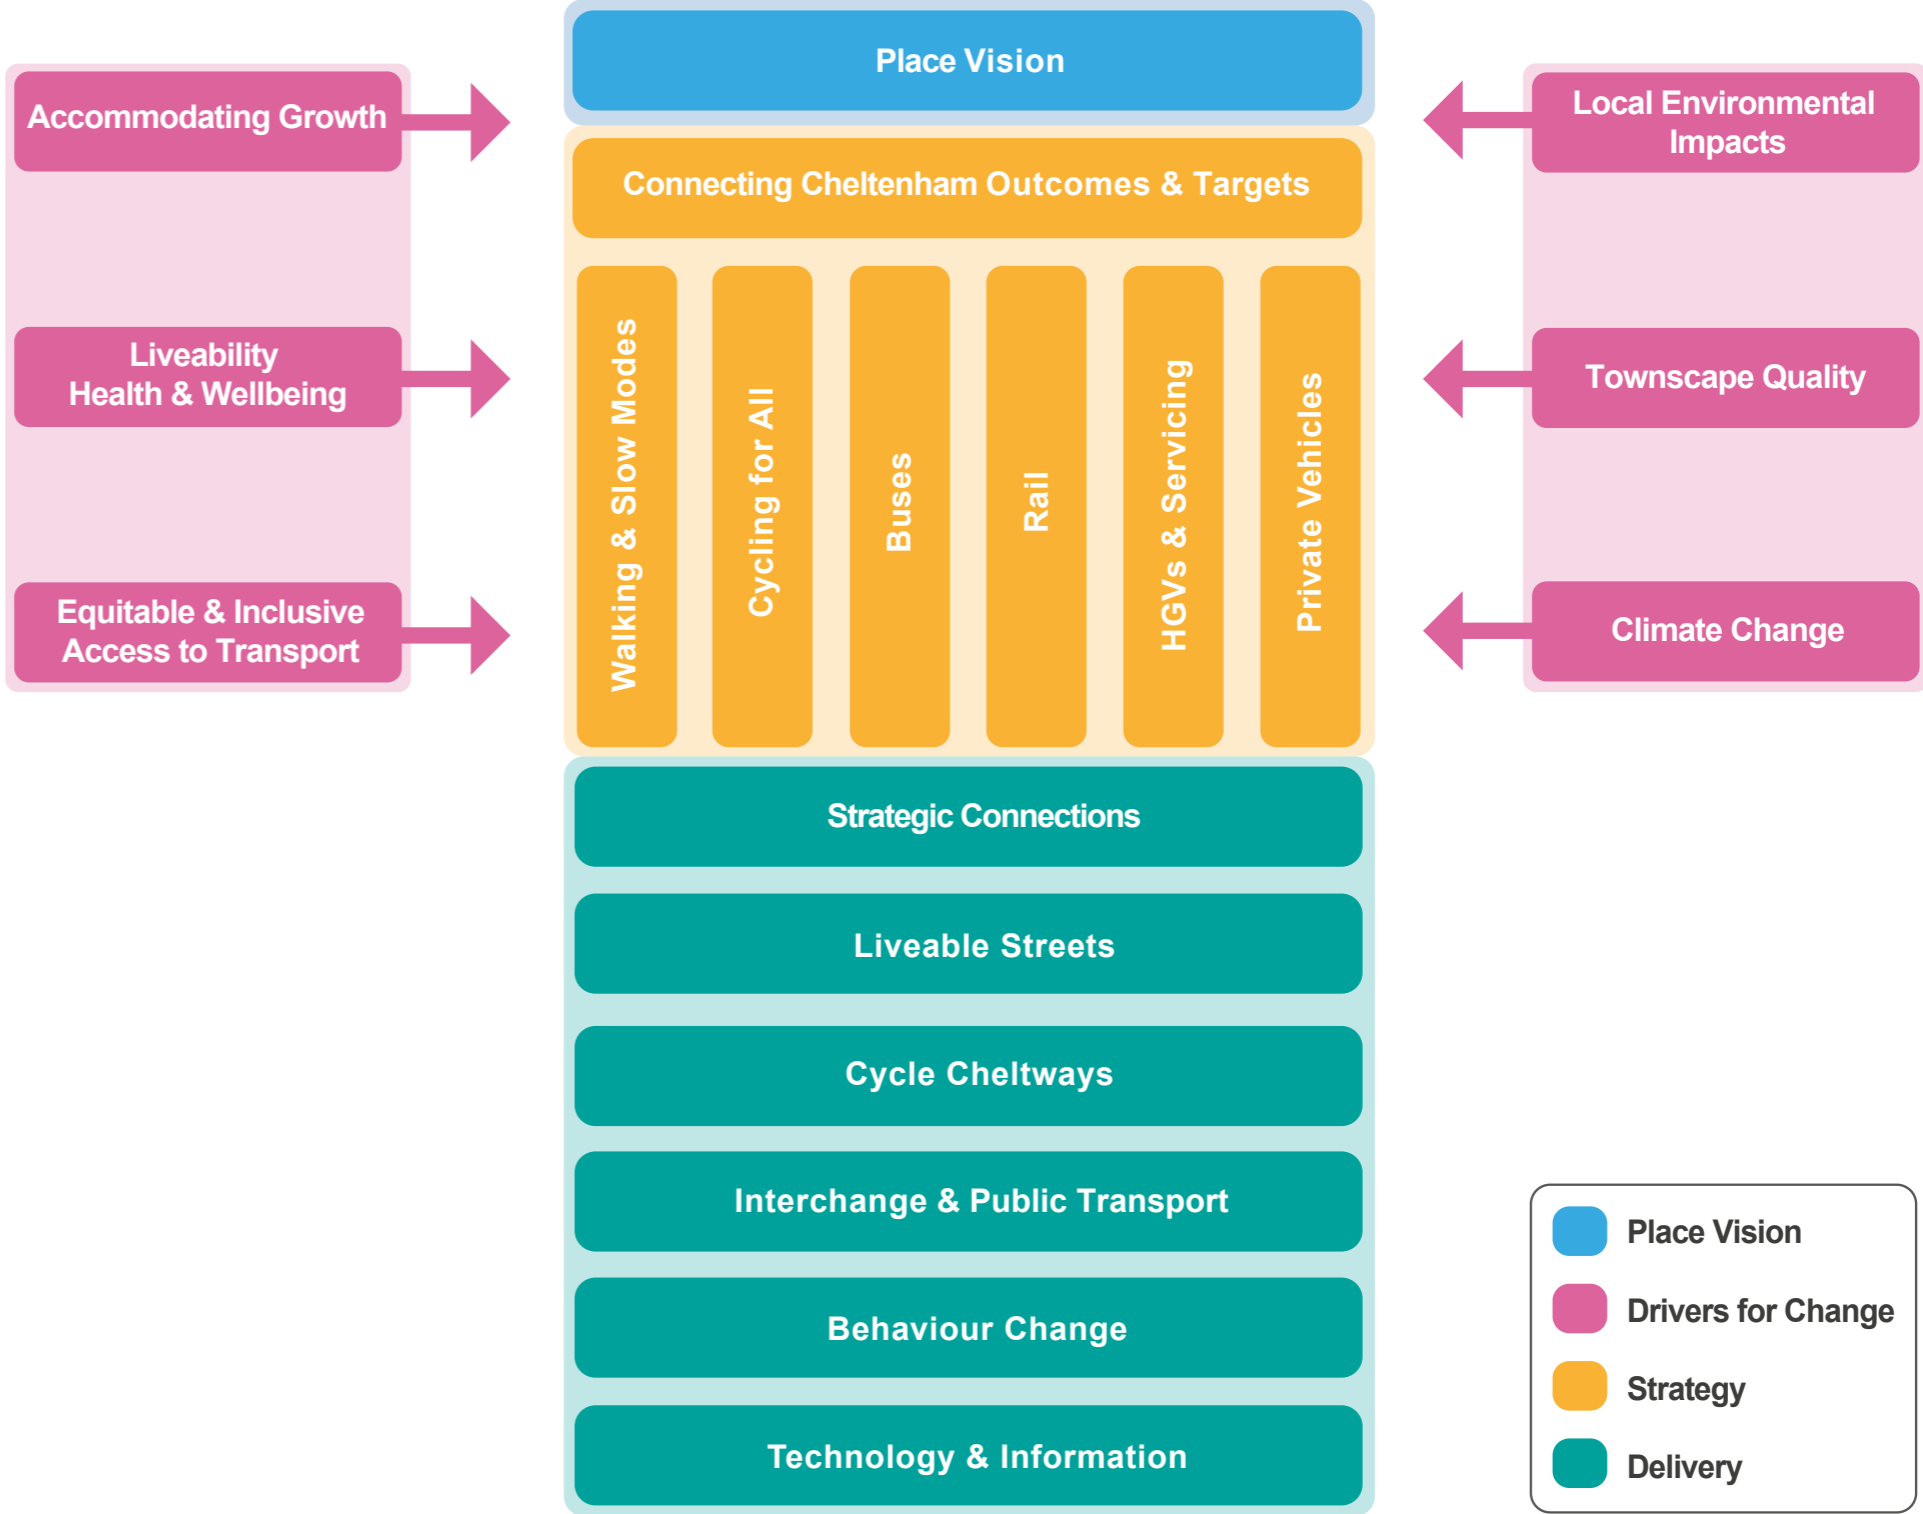 Place Vision
Accommodating Growth
Local Environmental
Impacts
Connecting Cheltenham Outcomes & Targets
Liveability
Health & Wellbeing
Townscape Quality
Equitable & Inclusive
Access to Transport
Climate Change
Walking & Slow Modes
Cycling for All
Buses
Rail
HGVs & Servicing
Private Vehicles
Strategic Connections
Liveable Streets
Cycle Cheltways
Interchange & Public Transport
Behaviour Change
Technology & Information
Place Vision
Drivers for Change
Strategy
Delivery